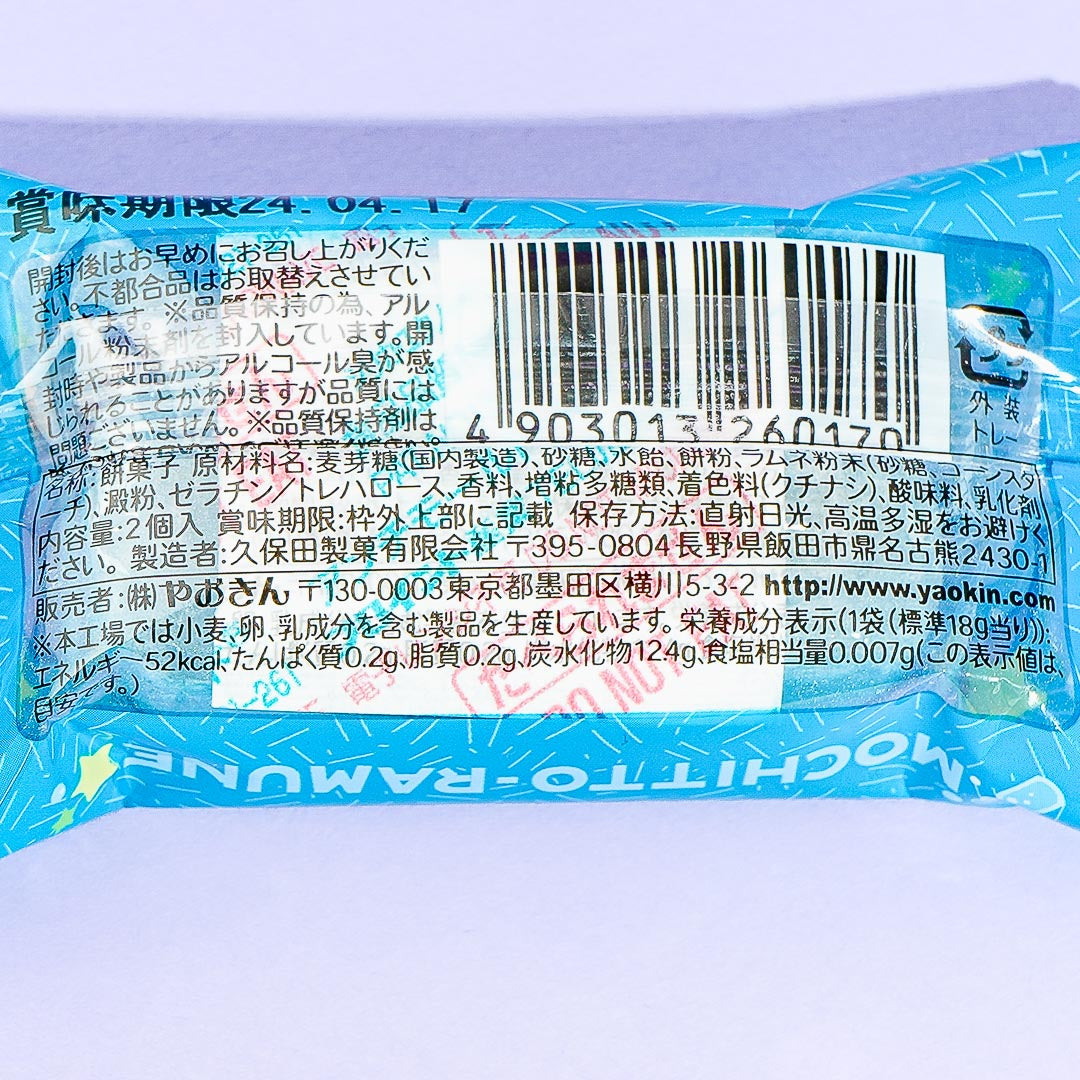 賞味期限24.04.17
開封後はお早めにお召し上がりくだ
さい。不都合品はお取替えさせてい
ただきます。※品質保持の為、アル
コール粉末剤を封入しています。開
封時や製品からアルコール臭が感
じられることがありますが品質には
問題ございません。※品質保持剤は
4 903013 260170
外装
トレー
名称:餅菓子 原材料名:麦芽糖(国内製造)、砂糖、水飴、餅粉、ラムネ粉末(砂糖、コーンスタ
ーチ)、澱粉、ゼラチン/トレハロース、香料、増粘多糖類、着色料(クチナシ)、酸味料、乳化剤
内容量:2個入 賞味期限:枠外上部に記載 保存方法:直射日光、高温多湿をお避けく
ださい。製造者:久保田製菓有限会社 〒395-0804長野県飯田市鼎名古熊2430-1
販売者:(株)やおきん 〒130-0003東京都墨田区横川5-3-2 http://www.yaokin.com
※本工場では小麦、卵、乳成分を含む製品を生産しています。栄養成分表示(1袋(標準18g当り)):
エネルギー52kcal、たんぱく質0.2g、脂質0.2g、炭水化物12.4g、食塩相当量0.007g(この表示値は、
目安です。)
電子
DO NOT
MOCHITTO-RAMUNE